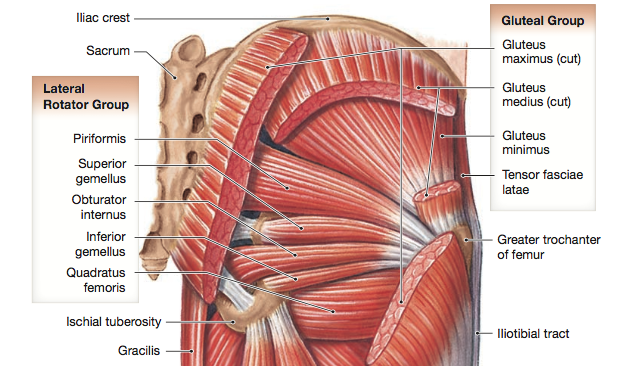 Iliac crest
Sacrum
Lateral
Rotator Group
Piriformis
Superior
gemellus
Obturator
internus
Inferior
gemellus
Quadratus
femoris
Ischial tuberosity
Gracilis
Gluteal Group
Gluteus
maximus (cut)
Gluteus
medius (cut)
Gluteus
minimus
Tensor fasciae
latae
Greater trochanter
of femur
Iliotibial tract